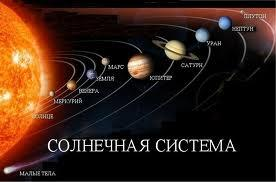 ПЛУТОН
НЕПТУН
УРАН
САТУРН
ЮПИТЕР
МАРС
ЗЕМЛЯ
ВЕНЕРА
МЕРКУРИЙ
СОЛНЦЕ
СОЛНЕЧНАЯ СИСТЕМА
МАЛЫЕ ТЕЛА